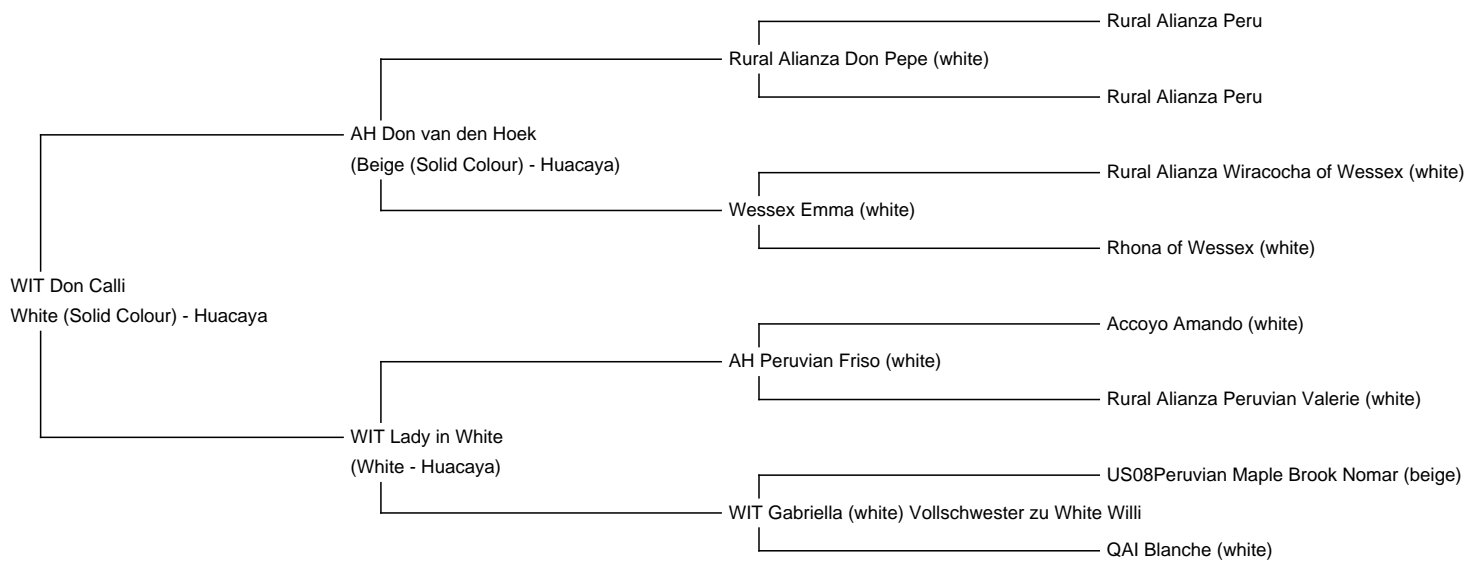 Rural Alianza Peru
Rural Alianza Don Pepe (white)
Rural Alianza Peru
AH Don van den Hoek
(Beige (Solid Colour) - Huacaya)
Rural Alianza Wiracocha of Wessex (white)
Wessex Emma (white)
Rhona of Wessex (white)
WIT Don Calli
White (Solid Colour) - Huacaya
Accoyo Amando (white)
AH Peruvian Friso (white)
Rural Alianza Peruvian Valerie (white)
WIT Lady in White
(White - Huacaya)
US08Peruvian Maple Brook Nomar (beige)
WIT Gabriella (white) Vollschwester zu White Willi
QAI Blanche (white)